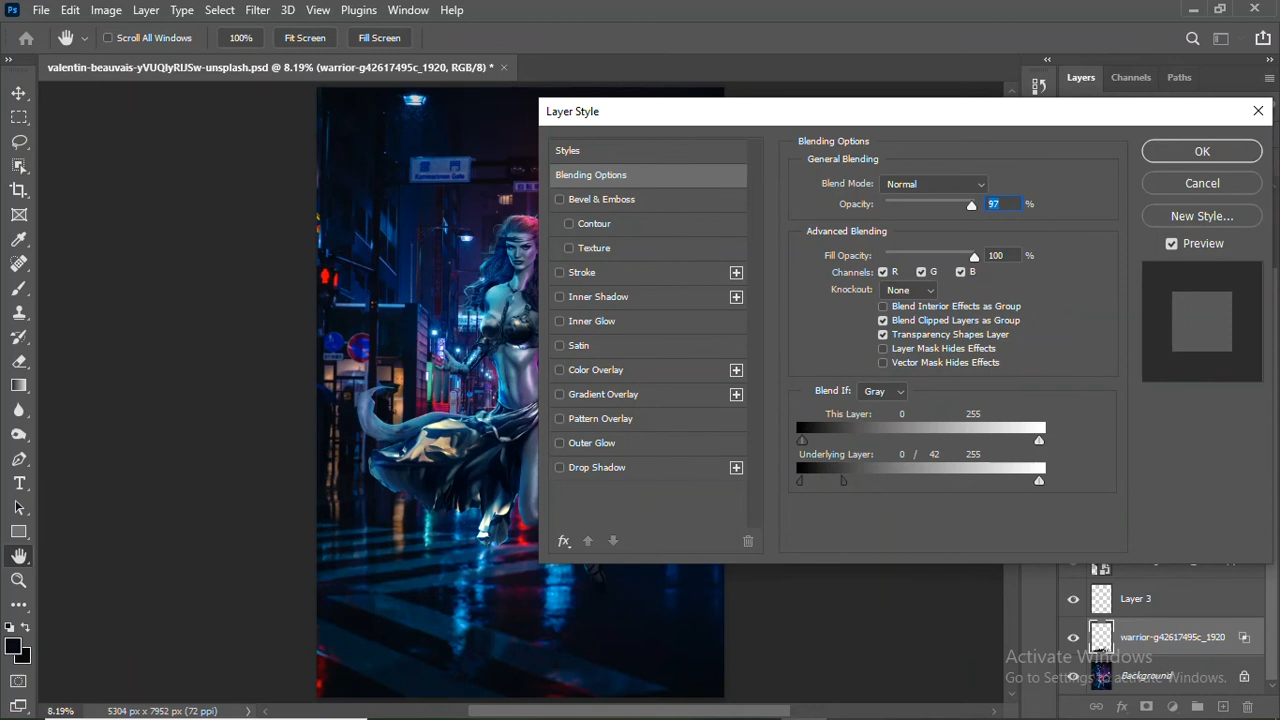 Ps File Edit Image Layer Type Select Filter 3D View Plugins Window Help
Scroll All Windows 100% Fit Screen Fill Screen
valentin-beauvais-yVUQlyRlJSw-unsplash.psd @ 8.19% (warrior-g42617495c_1920, RGB/8) *
Layers Channels Paths
Layer Style
Styles
Blending Options
Bevel & Emboss
Contour
Texture
Stroke
Inner Shadow
Inner Glow
Satin
Color Overlay
Gradient Overlay
Pattern Overlay
Outer Glow
Drop Shadow
fx
Blending Options
General Blending
Blend Mode: Normal
Opacity: 97 %
Advanced Blending
Fill Opacity: 100 %
Channels: R G B
Knockout: None
Blend Interior Effects as Group
Blend Clipped Layers as Group
Transparency Shapes Layer
Layer Mask Hides Effects
Vector Mask Hides Effects
Blend If: Gray
This Layer: 0 255
Underlying Layer: 0 / 42 255
OK
Cancel
New Style...
Preview
Layer 3
warrior-g42617495c_1920
Background
Activate Windows
Go to Settings to activate Windows.
fx
8.19% 5304 px x 7952 px (72 ppi)